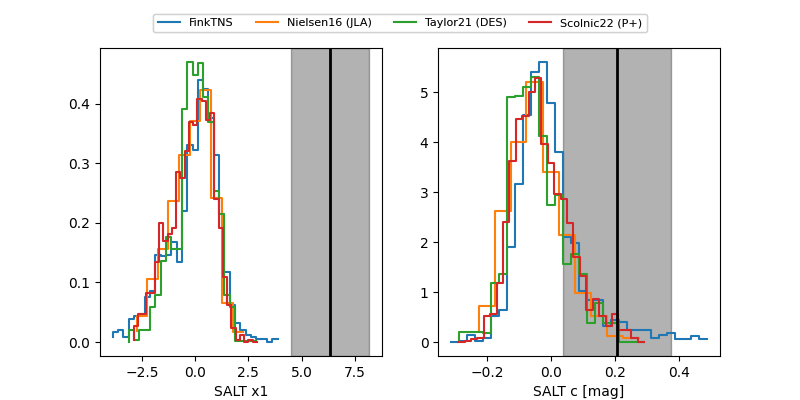 FinkTNS Nielsen16 (JLA) Taylor21 (DES) Scolnic22 (P+)
0.4
0.3
0.2
0.1
0.0
−2.5 0.0 2.5 5.0 7.5
SALT x1
5
4
3
2
1
0
−0.2 0.0 0.2 0.4
SALT c [mag]